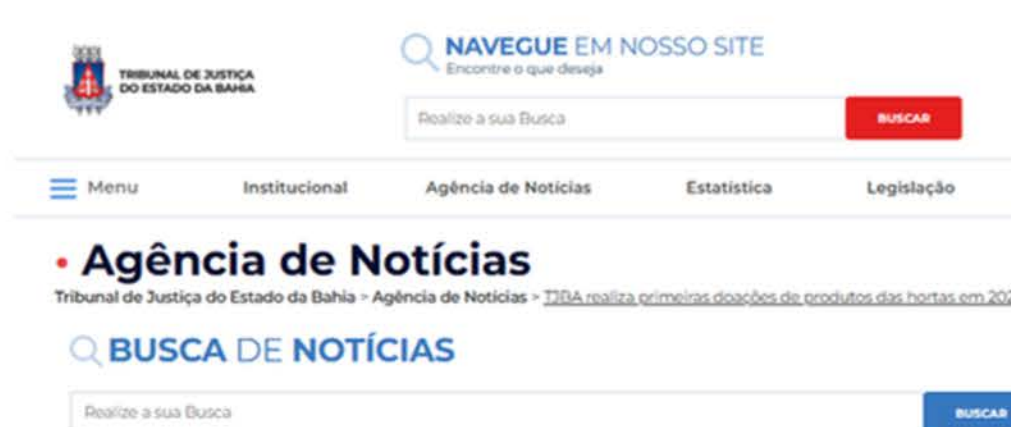 NAVEGUE EM NOSSO SITE
Encontre o que deseja
TRIBUNAL DE JUSTIÇA
DO ESTADO DA BAHIA
Realize a sua Busca BUSCAR
Menu Institucional Agência de Notícias Estatística Legislação
• Agência de Notícias
Tribunal de Justiça do Estado da Bahia > Agência de Notícias > TJBA realiza primeiras doações de produtos das hortas em 202
BUSCA DE NOTÍCIAS
Realize a sua Busca BUSCAR